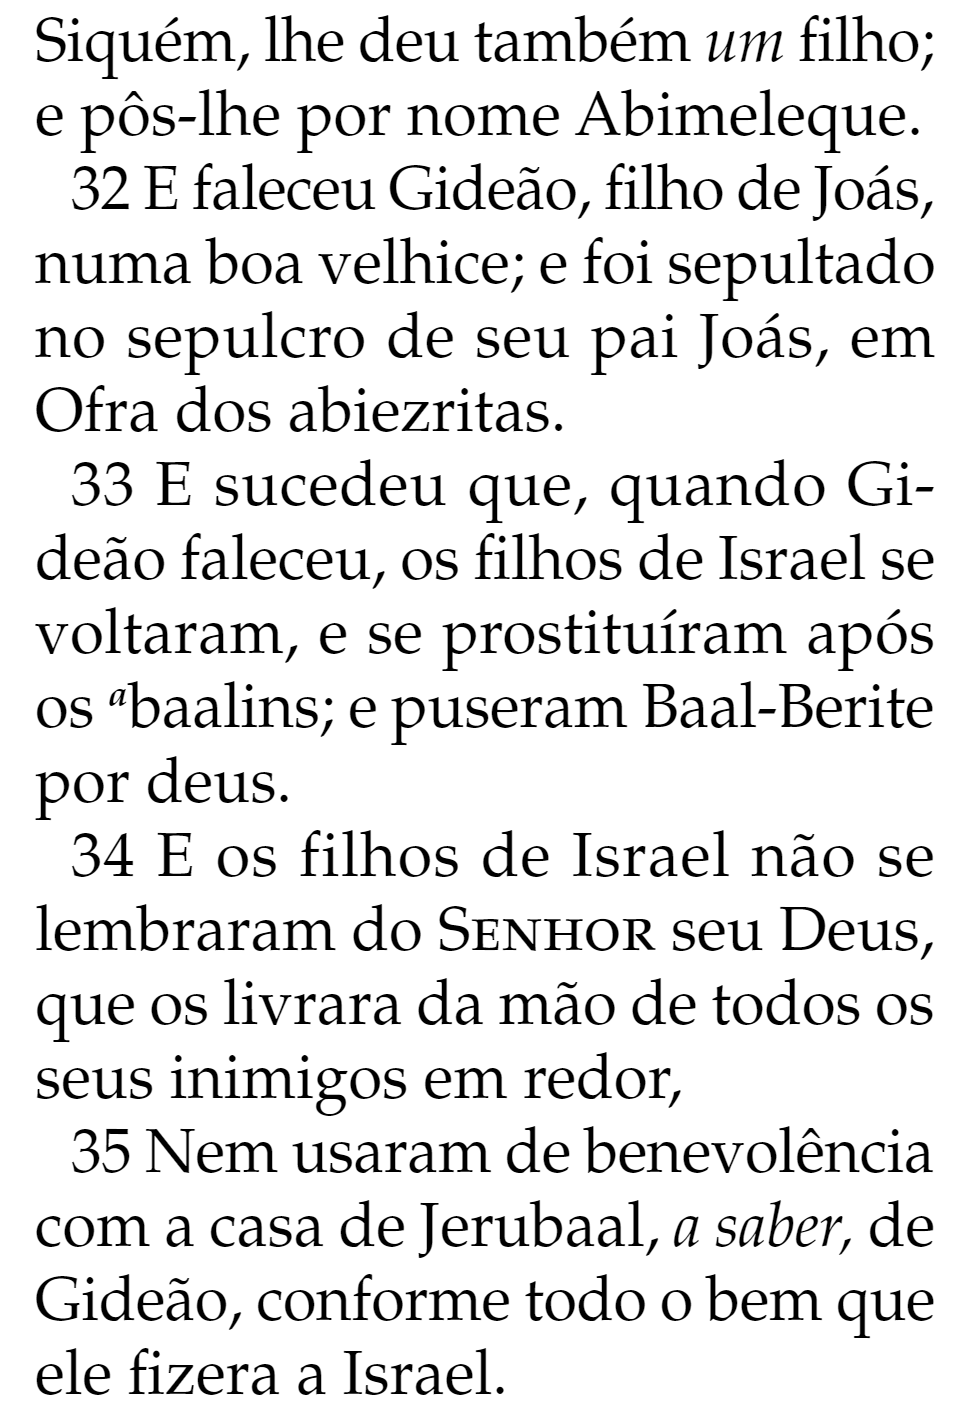 Siquém, lhe deu também um filho;
e pôs-lhe por nome Abimeleque.
32 E faleceu Gideão, filho de Joás,
numa boa velhice; e foi sepultado
no sepulcro de seu pai Joás, em
Ofra dos abiezritas.
33 E sucedeu que, quando Gi-
deão faleceu, os filhos de Israel se
voltaram, e se prostituíram após
os ᵃbaalins; e puseram Baal-Berite
por deus.
34 E os filhos de Israel não se
lembraram do SENHOR seu Deus,
que os livrara da mão de todos os
seus inimigos em redor,
35 Nem usaram de benevolência
com a casa de Jerubaal, a saber, de
Gideão, conforme todo o bem que
ele fizera a Israel.